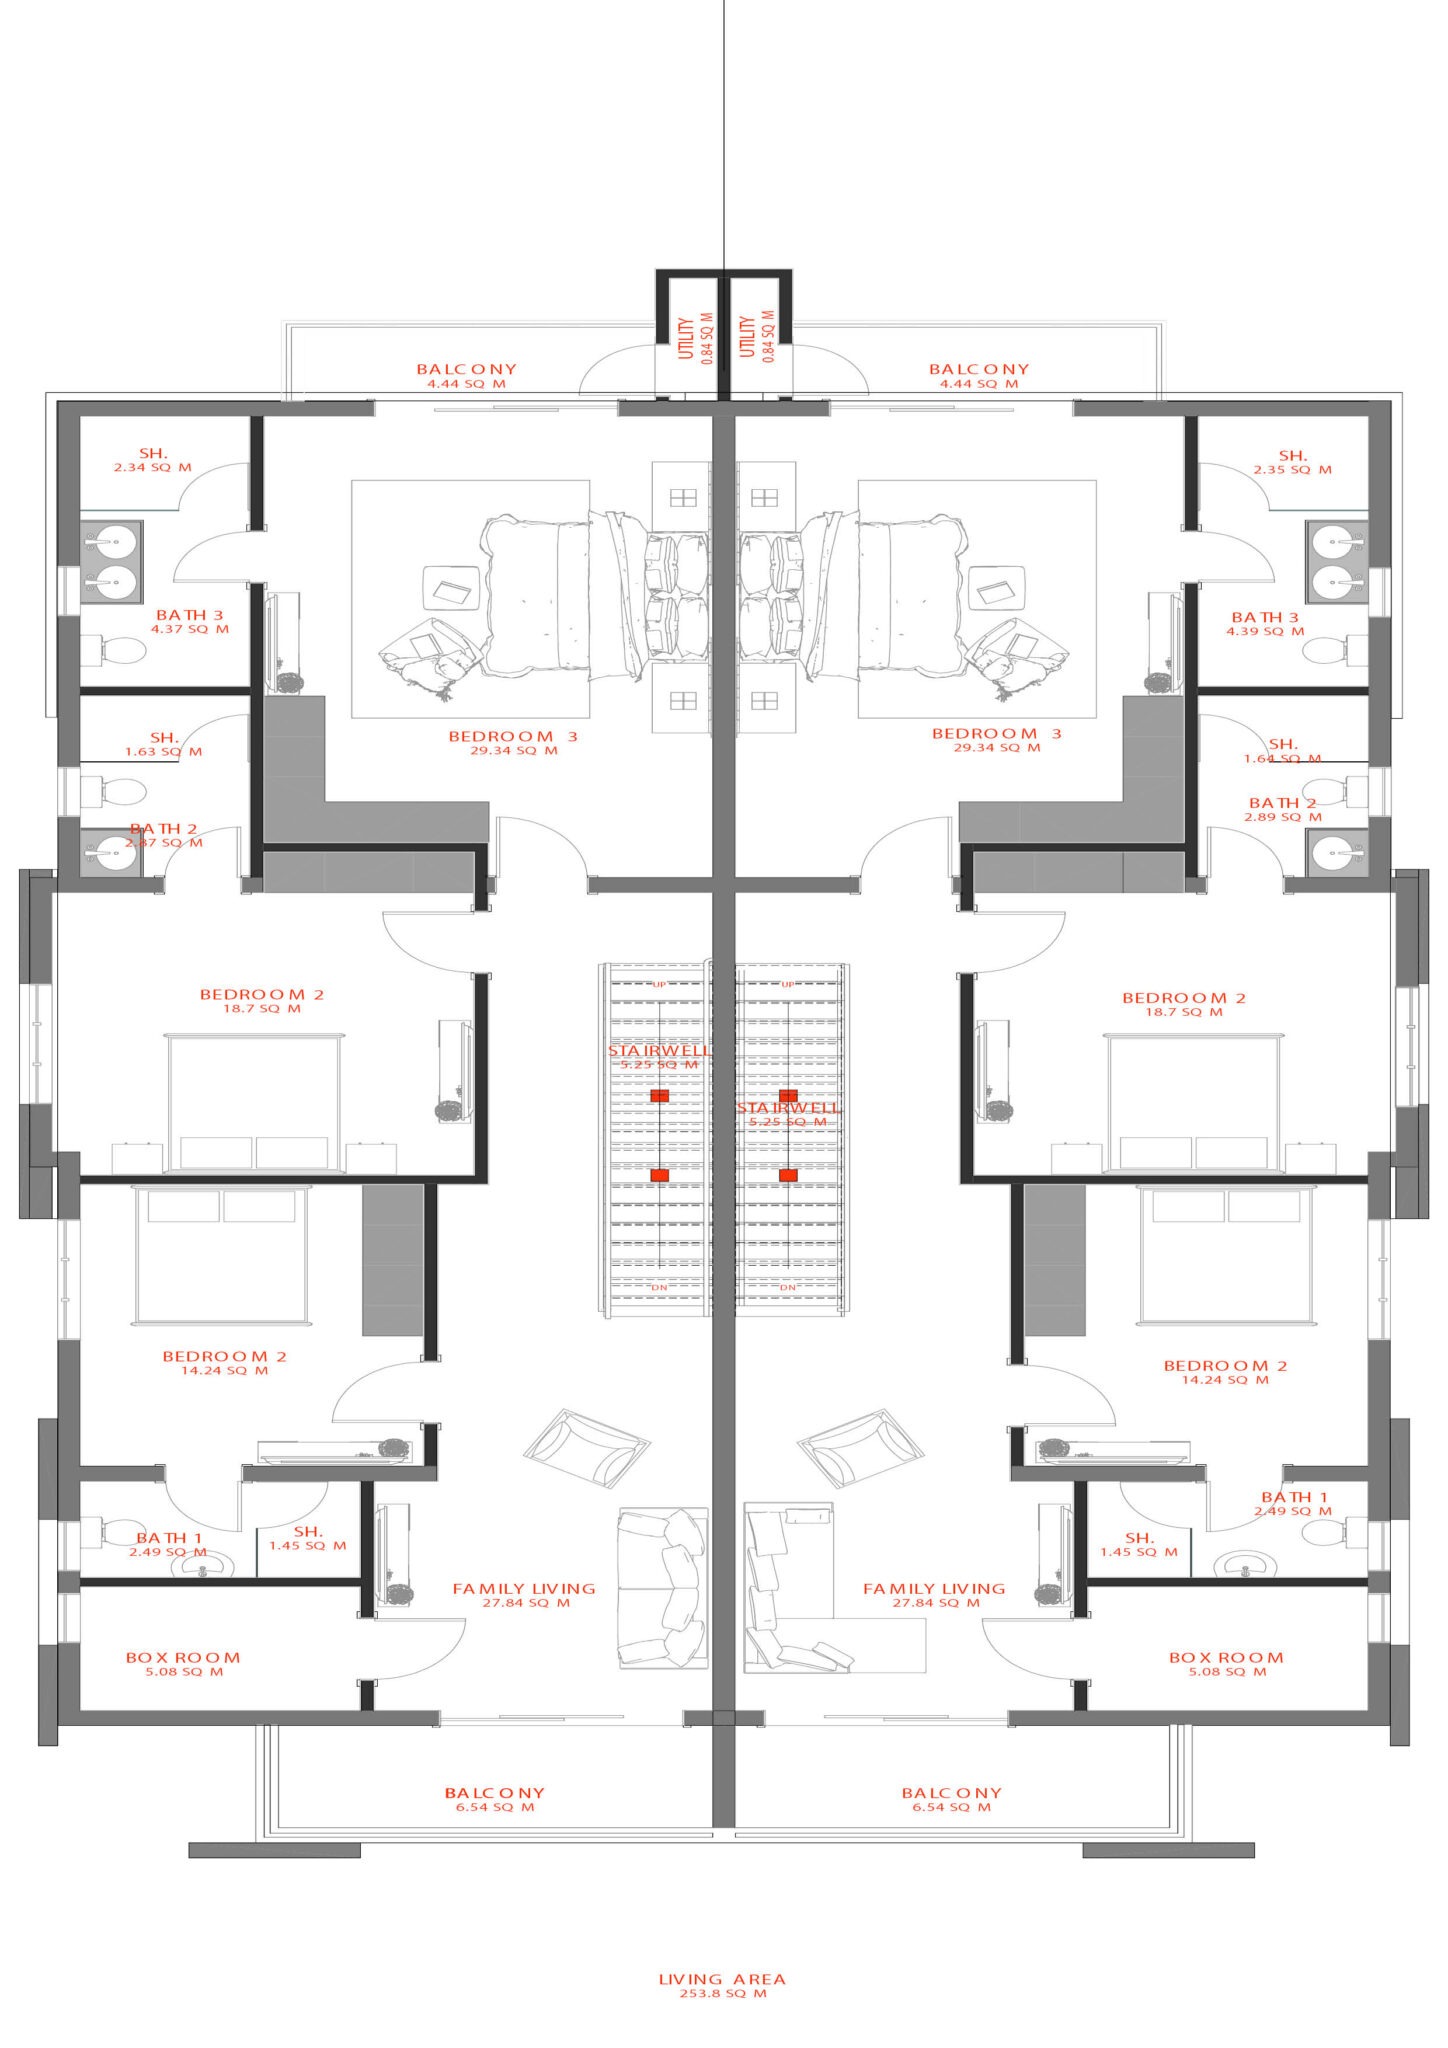 UTILITY
0.84 SQ M
UTILITY
0.84 SQ M
BALCONY
4.44 SQ M
BALCONY
4.44 SQ M
SH.
2.34 SQ M
SH.
2.35 SQ M
BATH 3
4.37 SQ M
BATH 3
4.39 SQ M
BEDROOM 3
29.34 SQ M
BEDROOM 3
29.34 SQ M
SH.
1.63 SQ M
SH.
1.64 SQ M
BATH 2
2.87 SQ M
BATH 2
2.89 SQ M
UP
UP
BEDROOM 2
18.7 SQ M
BEDROOM 2
18.7 SQ M
STAIRWELL
5.25 SQ M
STAIRWELL
5.25 SQ M
DN
DN
BEDROOM 2
14.24 SQ M
BEDROOM 2
14.24 SQ M
BATH 1
2.49 SQ M
SH.
1.45 SQ M
SH.
1.45 SQ M
BATH 1
2.49 SQ M
FAMILY LIVING
27.84 SQ M
FAMILY LIVING
27.84 SQ M
BOX ROOM
5.08 SQ M
BOX ROOM
5.08 SQ M
BALCONY
6.54 SQ M
BALCONY
6.54 SQ M
LIVING AREA
253.8 SQ M